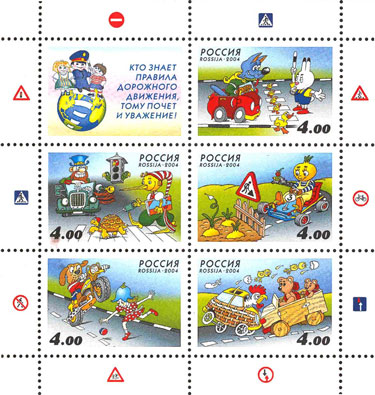 КТО ЗНАЕТ
ПРАВИЛА
ДОРОЖНОГО
ДВИЖЕНИЯ,
ТОМУ ПОЧЕТ
И УВАЖЕНИЕ!
РОССИЯ
ROSSIJA • 2004
4.00
РОССИЯ
ROSSIJA • 2004
4.00
РОССИЯ
ROSSIJA • 2004
4.00
РОССИЯ
ROSSIJA • 2004
4.00
РОССИЯ
ROSSIJA • 2004
4.00